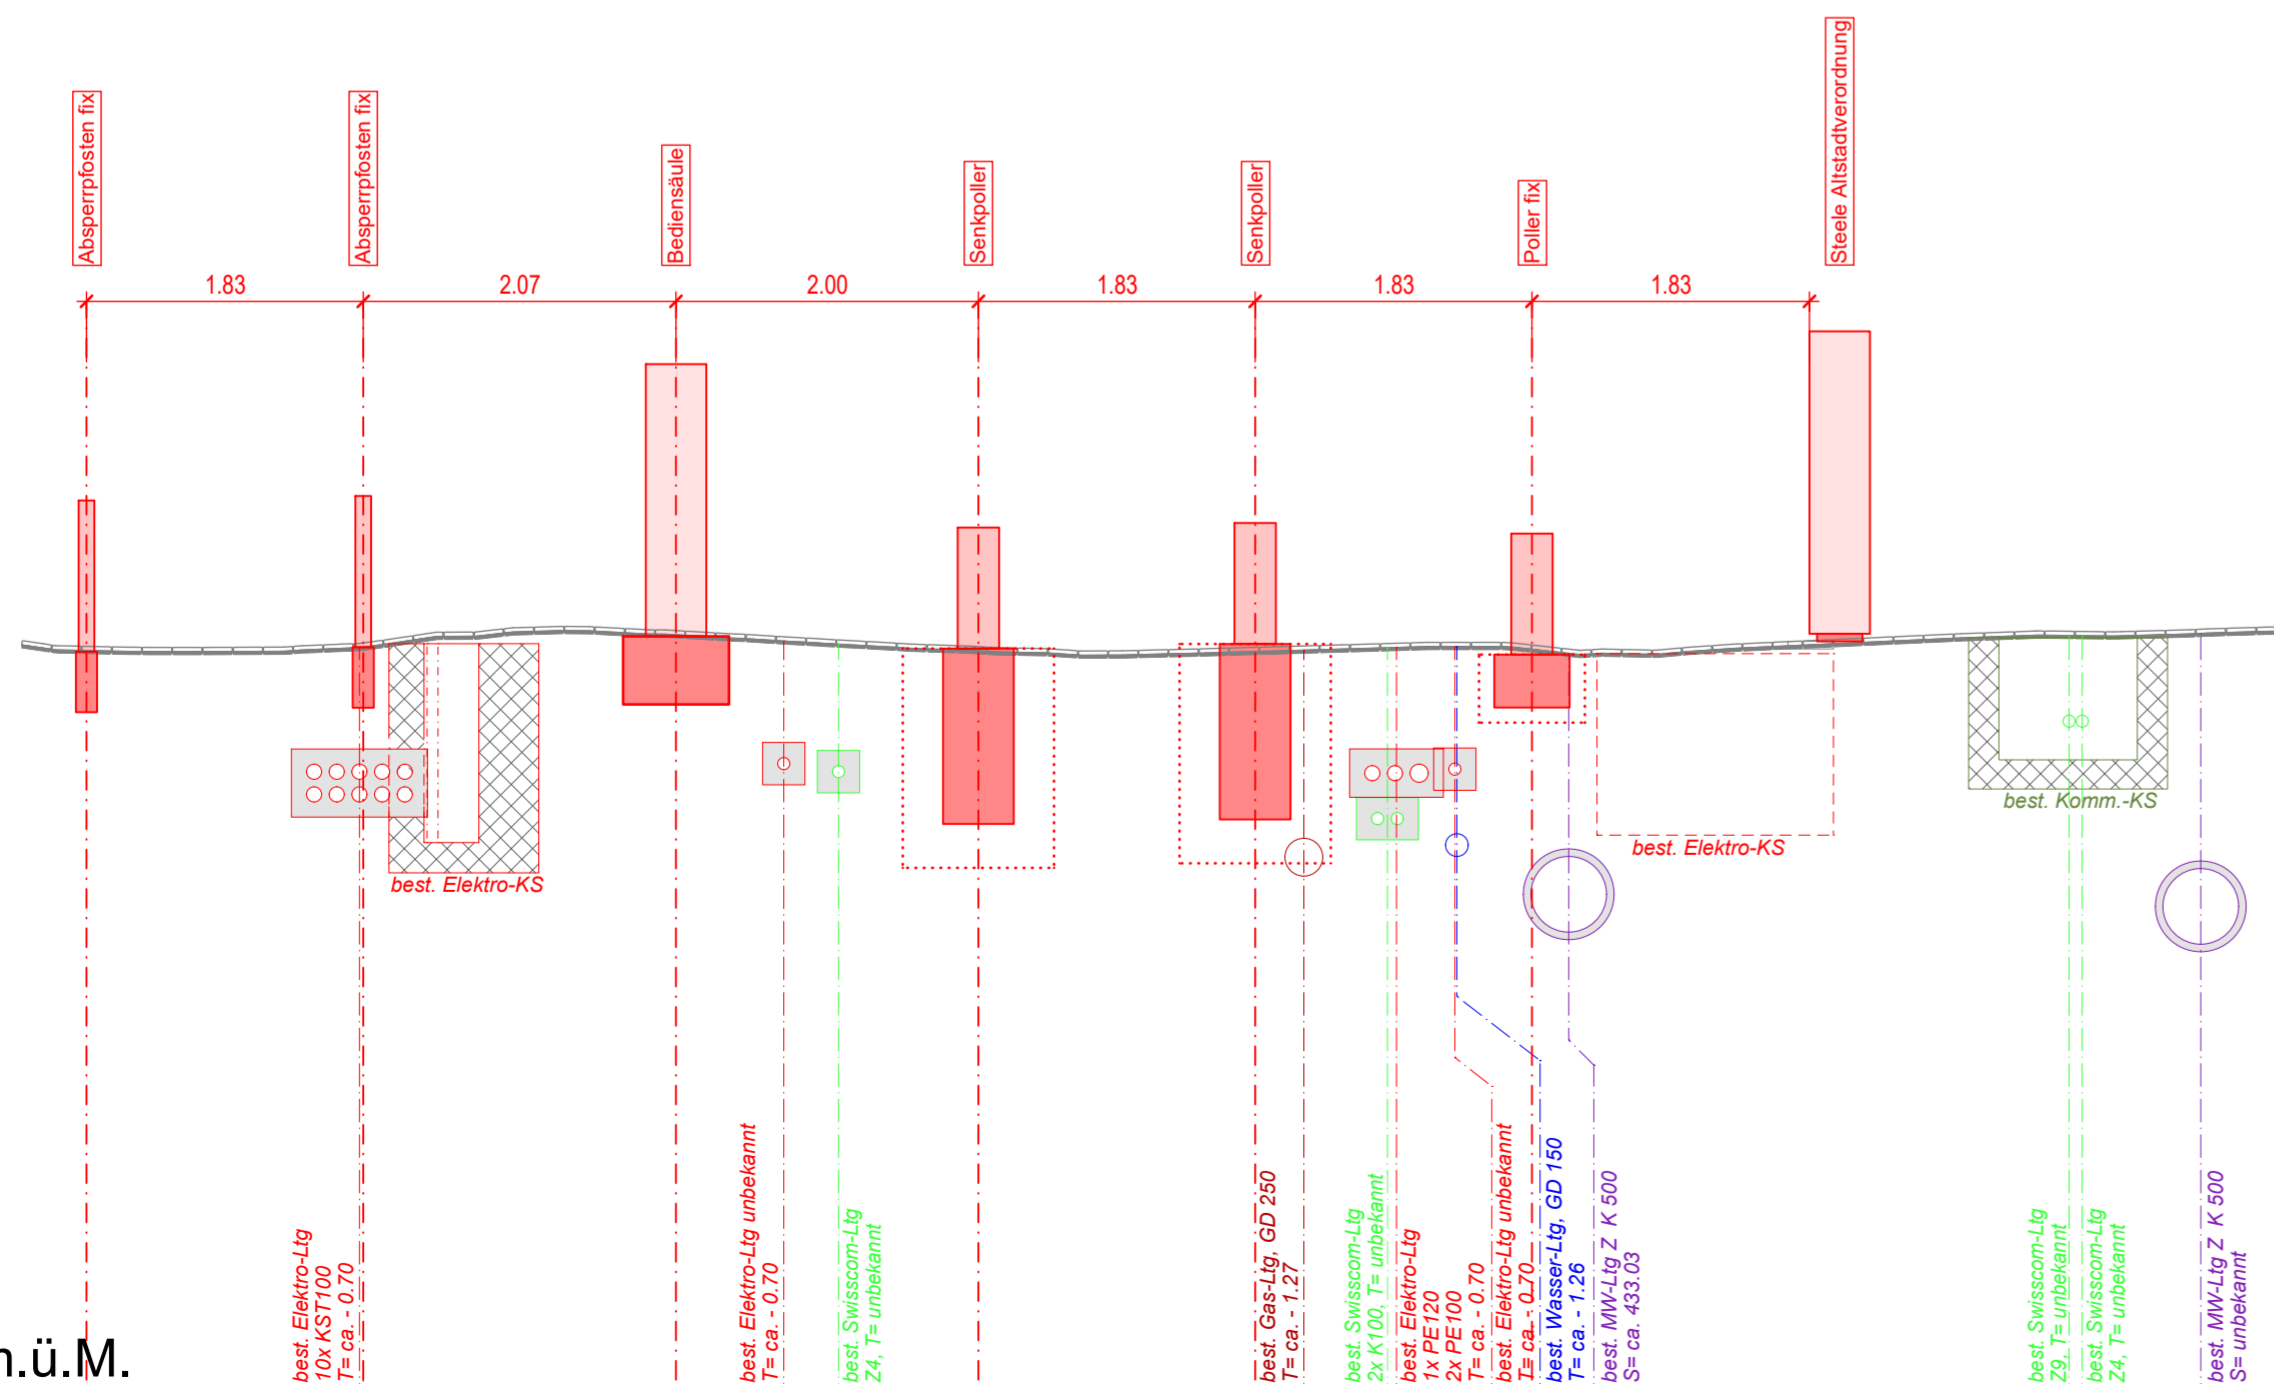 Absperrpfosten fix
Absperrpfosten fix
Bediensäule
Senkpoller
Senkpoller
Poller fix
Steele Altstadtverordnung
1.83
2.07
2.00
1.83
1.83
1.83
best. Elektro-KS
best. Elektro-KS
best. Komm.-KS
best. Elektro-Ltg
10x KST100
T= ca. - 0.70
best. Elektro-Ltg unbekannt
T= ca. - 0.70
best. Swisscom-Ltg
Z4, T= unbekannt
best. Gas-Ltg, GD 250
T= ca. - 1.27
best. Swisscom-Ltg
2x K100, T= unbekannt
best. Elektro-Ltg
1x PE120
2x PE100
T= ca. - 0.70
best. Elektro-Ltg unbekannt
T= ca. - 0.70
best. Wasser-Ltg, GD 150
T= ca. - 1.26
best. MW-Ltg Z K 500
S= ca. 433.03
best. Swisscom-Ltg
Z9, T= unbekannt
best. Swisscom-Ltg
Z4, T= unbekannt
best. MW-Ltg Z K 500
S= unbekannt
.ü.M.